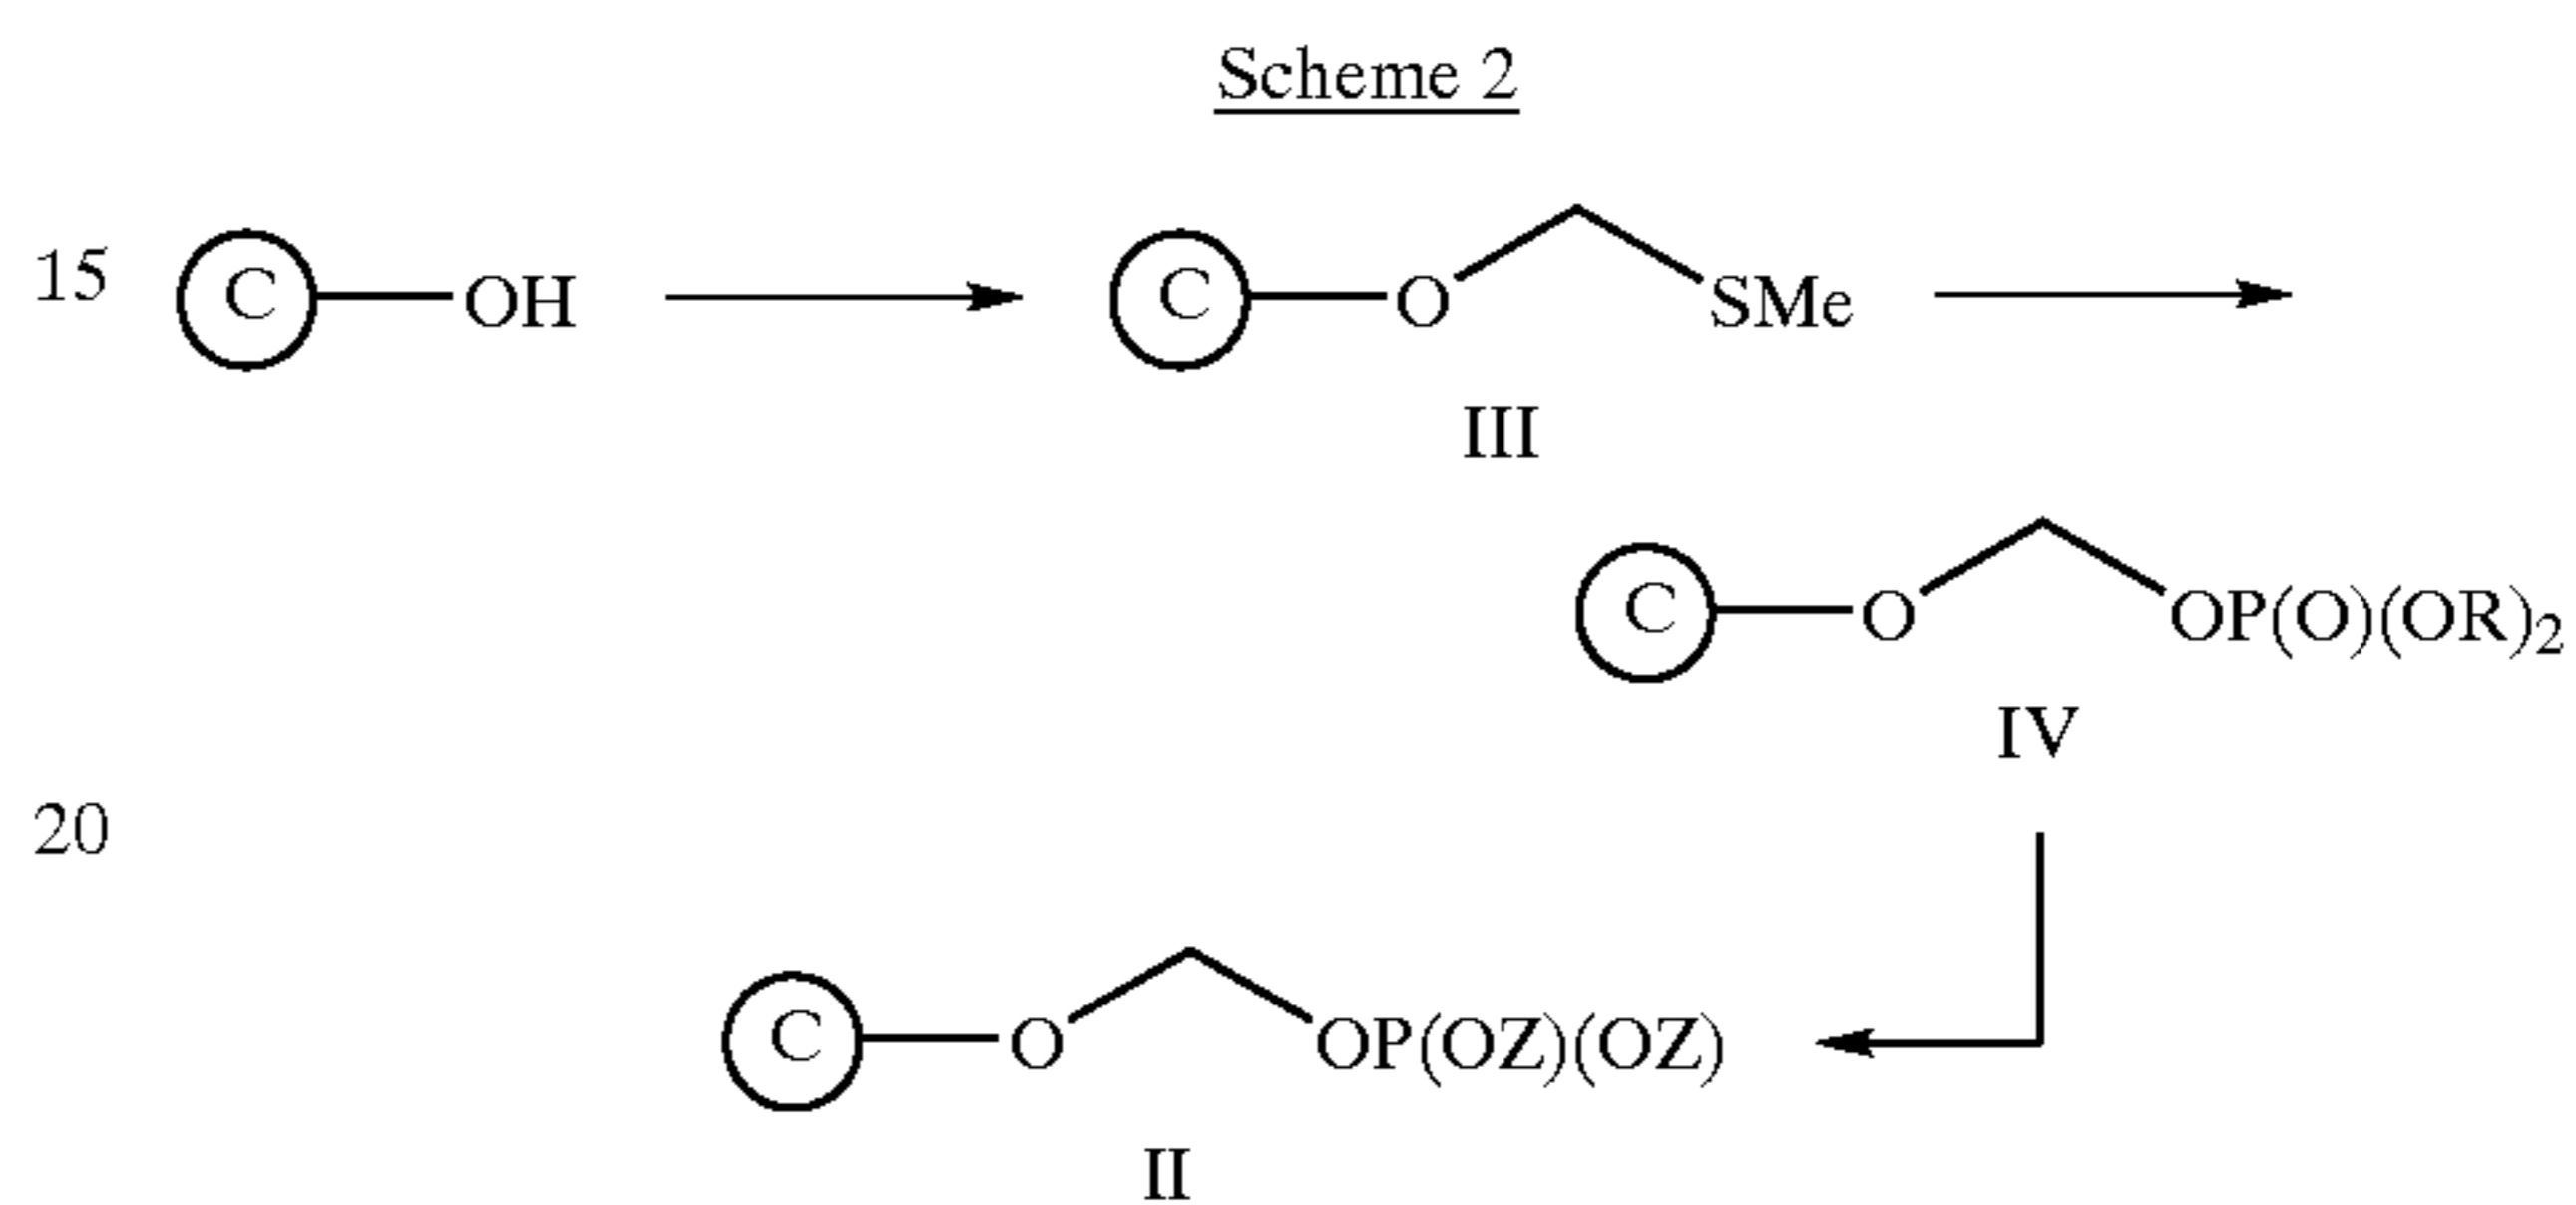 Scheme 2
15 C OH C O SMe
III
C O OP(O)(OR)2
IV
20
C O OP(OZ)(OZ)
II